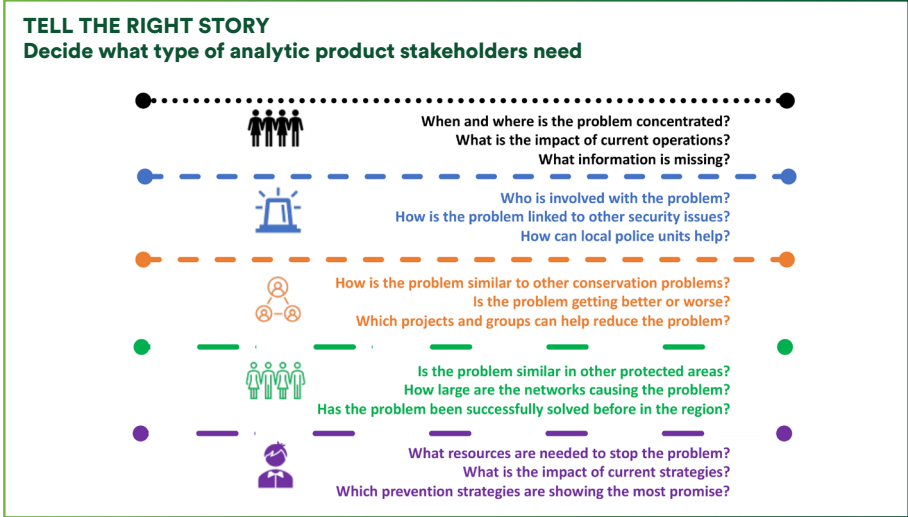 TELL THE RIGHT STORY
Decide what type of analytic product stakeholders need
When and where is the problem concentrated?
What is the impact of current operations?
What information is missing?
Who is involved with the problem?
How is the problem linked to other security issues?
How can local police units help?
How is the problem similar to other conservation problems?
Is the problem getting better or worse?
Which projects and groups can help reduce the problem?
Is the problem similar in other protected areas?
How large are the networks causing the problem?
Has the problem been successfully solved before in the region?
What resources are needed to stop the problem?
What is the impact of current strategies?
Which prevention strategies are showing the most promise?